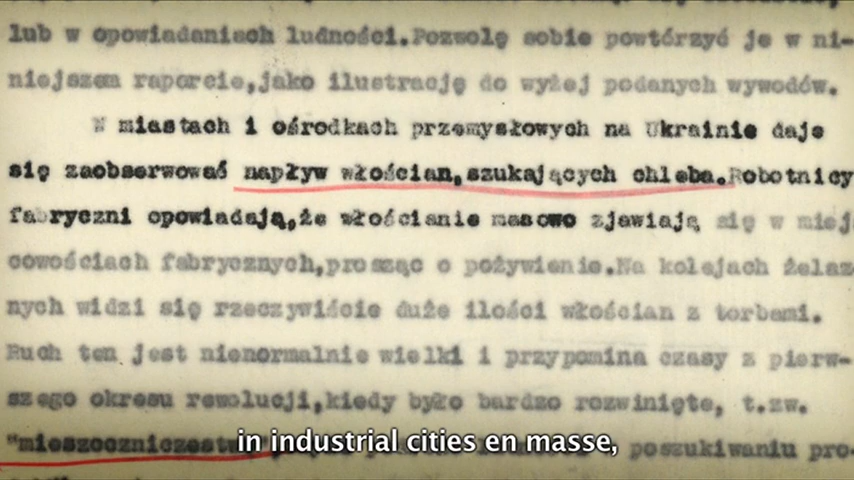 lub w opowiadaniach ludności.Pozwolę sobie powtórzyć je w ni-
niejszem raporcie,jako ilustrację do wyżej podanych wywodów.
W miastach i ośrodkach przemysłowych na Ukrainie daje
się zaobserwować napływ włościan,szukających chleba.Robotnicy
fabryczni opowiadają,że włościanie masowo zjawiają się w miej
cowościach fabrycznych,prosząc o pożywienie.Na kolejach żelaz
nych widzi się rzeczywiście duże ilości włościan z torbami.
Ruch ten jest nienormalnie wielki i przypomina czasy z pierw-
szego okresu rewolucji,kiedy było bardzo rozwinięte, t.zw.
poszukiwaniu pro-
in industrial cities en masse,